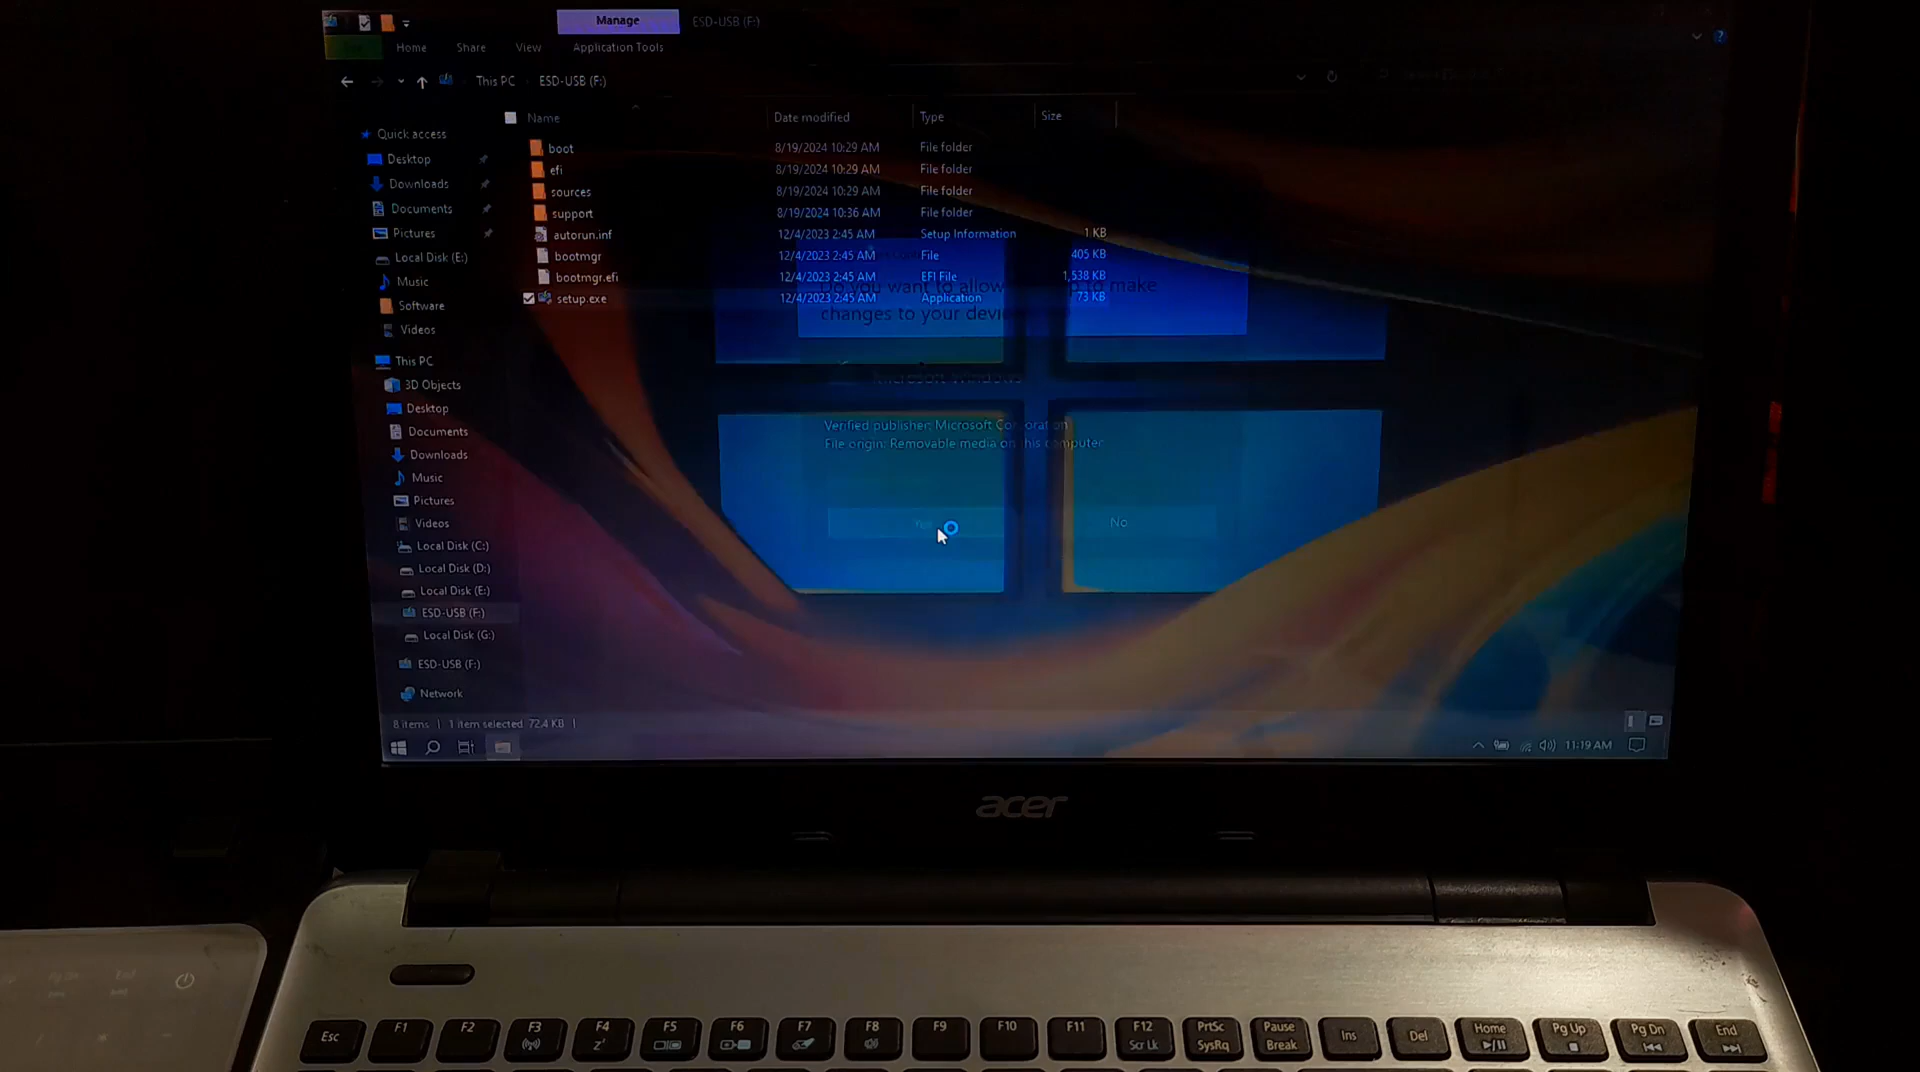 Manage
ESD-USB (F:)
Home
Share
View
Application Tools
This PC
ESD-USB (F:)
Name
Date modified
Type
Size
Quick access
Desktop
Downloads
Documents
Pictures
Local Disk (E:)
Music
Software
Videos
This PC
3D Objects
Desktop
Documents
Downloads
Music
Pictures
Videos
Local Disk (C:)
Local Disk (D:)
Local Disk (E:)
ESD-USB (F:)
Local Disk (G:)
ESD-USB (F:)
Network
boot 8/19/2024 10:29 AM File folder
efi 8/19/2024 10:29 AM File folder
sources 8/19/2024 10:29 AM File folder
support 8/19/2024 10:36 AM File folder
autorun.inf 12/4/2023 2:45 AM Setup Information 1 KB
bootmgr 12/4/2023 2:45 AM File 405 KB
bootmgr.efi 12/4/2023 2:45 AM EFI File 1,538 KB
setup.exe 12/4/2023 2:45 AM Application 73 KB
Do you want to allow to make
changes to your
Microsoft Windows
Verified publisher: Microsoft Corporation
File origin: Removable media on this computer
Yes
No
8 items 1 item selected 72.4 KB
11:19 AM
acer
Esc
F1
F2
F3
F4
zᶻ
F5
F6
F7
F8
F9
F10
F11
F12
Scr Lk
PrtSc
SysRq
Pause
Break
Ins
Del
Home
Pg Up
Pg Dn
End